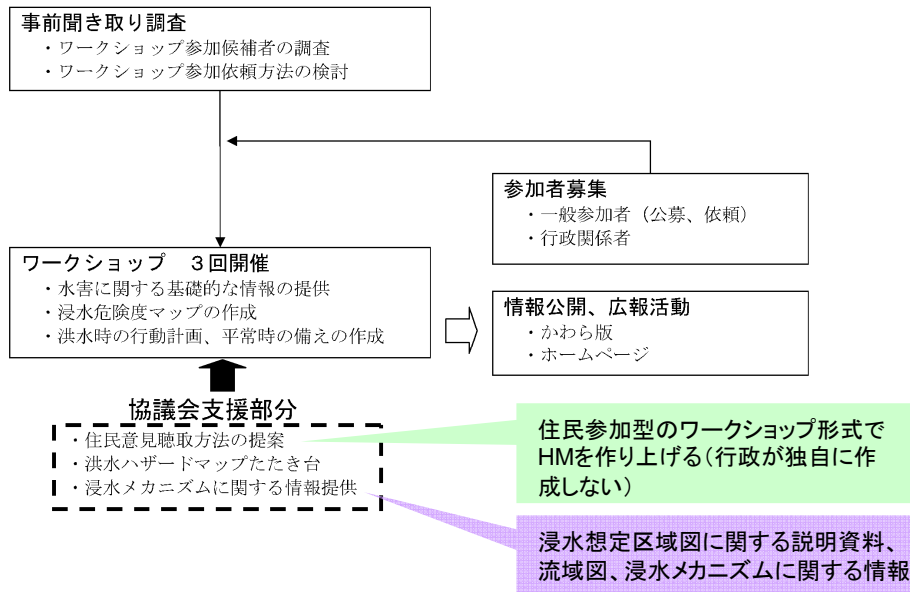 事前聞き取り調査
・ワークショップ参加候補者の調査
・ワークショップ参加依頼方法の検討
参加者募集
・一般参加者（公募、依頼）
・行政関係者
ワークショップ　３回開催
・水害に関する基礎的な情報の提供
・浸水危険度マップの作成
・洪水時の行動計画、平常時の備えの作成
情報公開、広報活動
・かわら版
・ホームページ
協議会支援部分
・住民意見聴取方法の提案
・洪水ハザードマップたたき台
・浸水メカニズムに関する情報提供
住民参加型のワークショップ形式で
HMを作り上げる（行政が独自に作
成しない）
浸水想定区域図に関する説明資料、
流域図、浸水メカニズムに関する情報